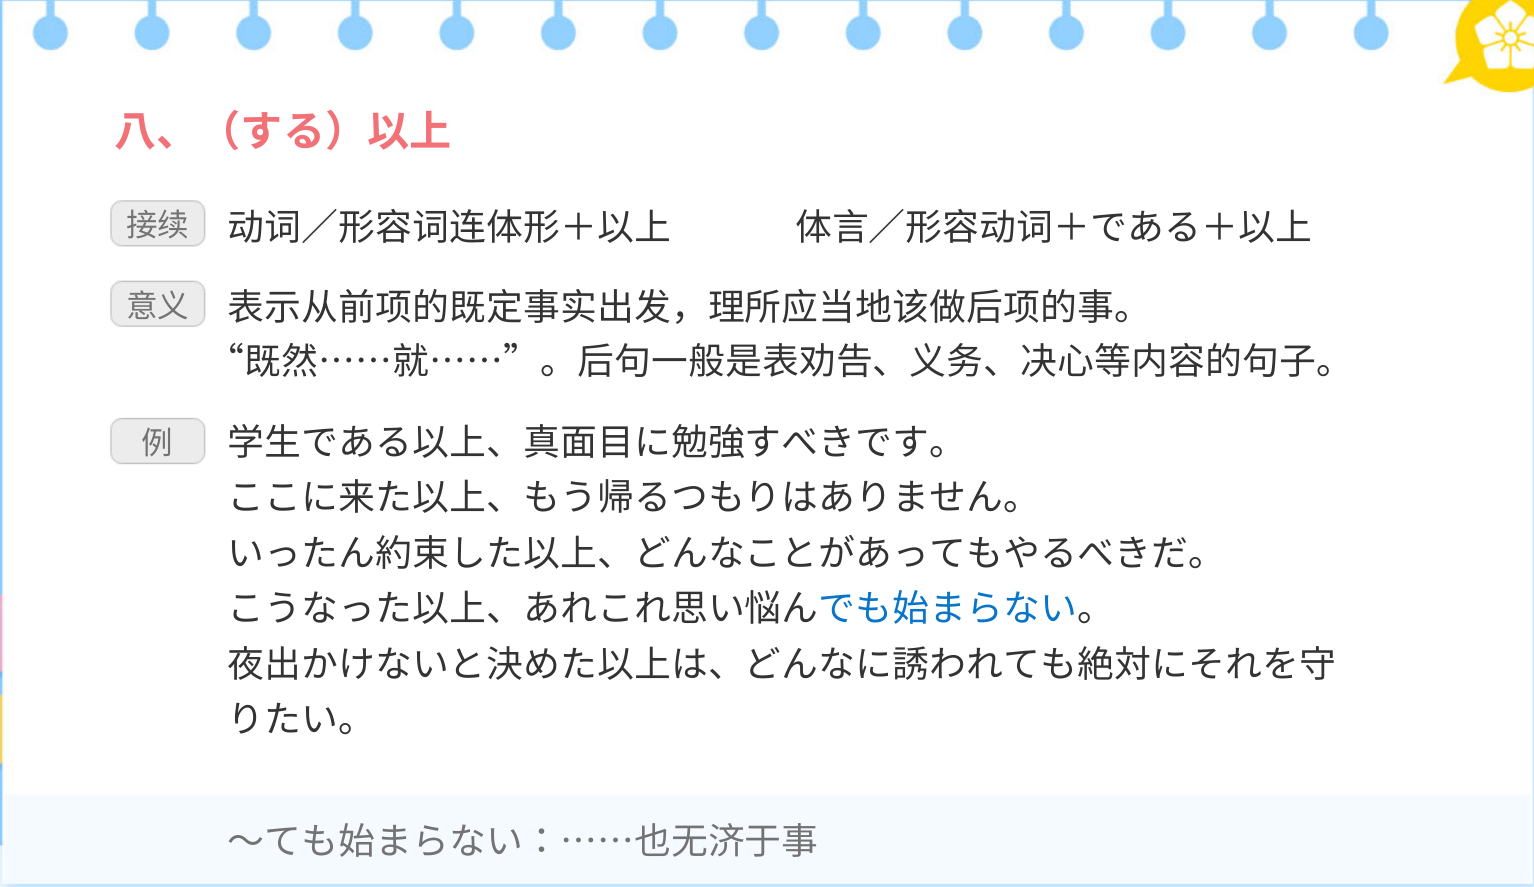 八、（する）以上
接续 动词／形容词连体形＋以上 体言／形容动词＋である＋以上
意义 表示从前项的既定事实出发，理所应当地该做后项的事。
“既然……就……”。后句一般是表劝告、义务、决心等内容的句子。
例 学生である以上、真面目に勉強すべきです。
ここに来た以上、もう帰るつもりはありません。
いったん約束した以上、どんなことがあってもやるべきだ。
こうなった以上、あれこれ思い悩んでも始まらない。
夜出かけないと決めた以上は、どんなに誘われても絶対にそれを守
りたい。
～ても始まらない：……也无济于事